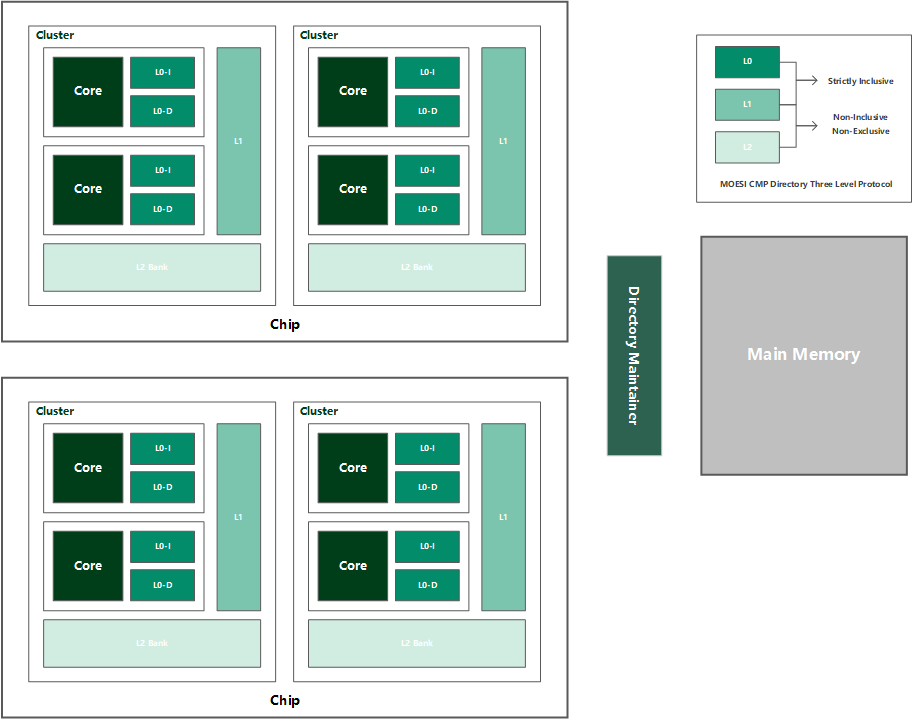 Cluster
Core
L0-I
L0-D
L1
Core
L0-I
L0-D
L2 Bank
Cluster
Core
L0-I
L0-D
L1
Core
L0-I
L0-D
L2 Bank
Chip
Cluster
Core
L0-I
L0-D
L1
Core
L0-I
L0-D
L2 Bank
Cluster
Core
L0-I
L0-D
L1
Core
L0-I
L0-D
L2 Bank
Chip
Directory Maintainer
L0
L1
L2
Strictly Inclusive
Non-Inclusive
Non-Exclusive
MOESI CMP Directory Three Level Protocol
Main Memory